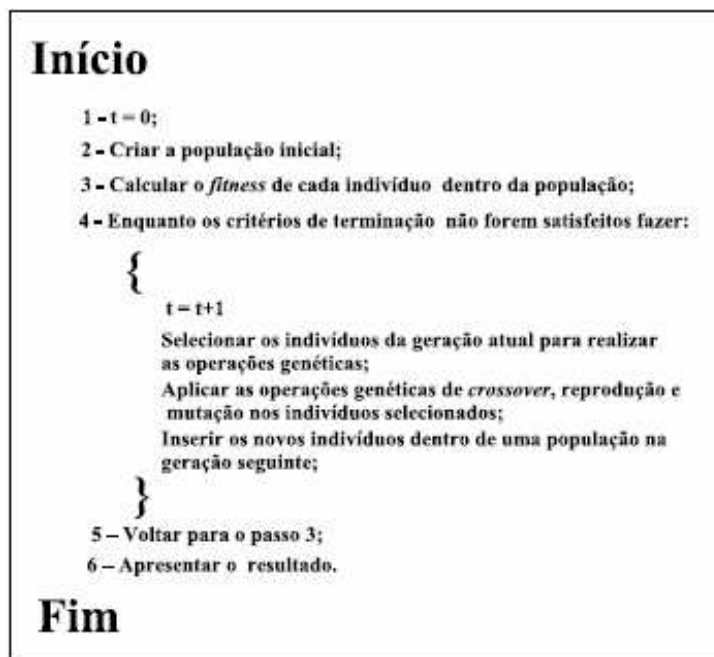 Início
1 – t = 0;
2 – Criar a população inicial;
3 – Calcular o fitness de cada indivíduo dentro da população;
4 – Enquanto os critérios de terminação não forem satisfeitos fazer:
{
t = t+1
Selecionar os indivíduos da geração atual para realizar
as operações genéticas;
Aplicar as operações genéticas de crossover, reprodução e
mutação nos indivíduos selecionados;
Inserir os novos indivíduos dentro de uma população na
geração seguinte;
}
5 – Voltar para o passo 3;
6 – Apresentar o resultado.
Fim